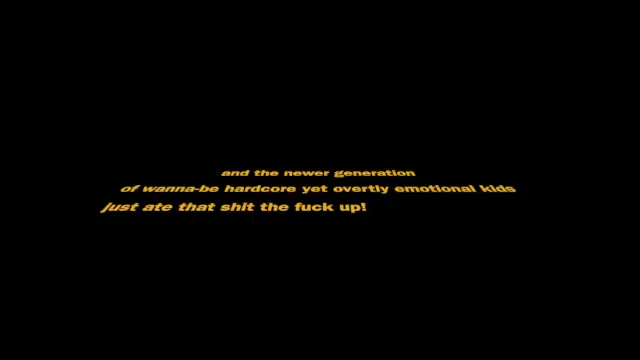 and the newer generation
of wanna-be hardcore yet overtly emotional kids
just ate that shit the fuck up!